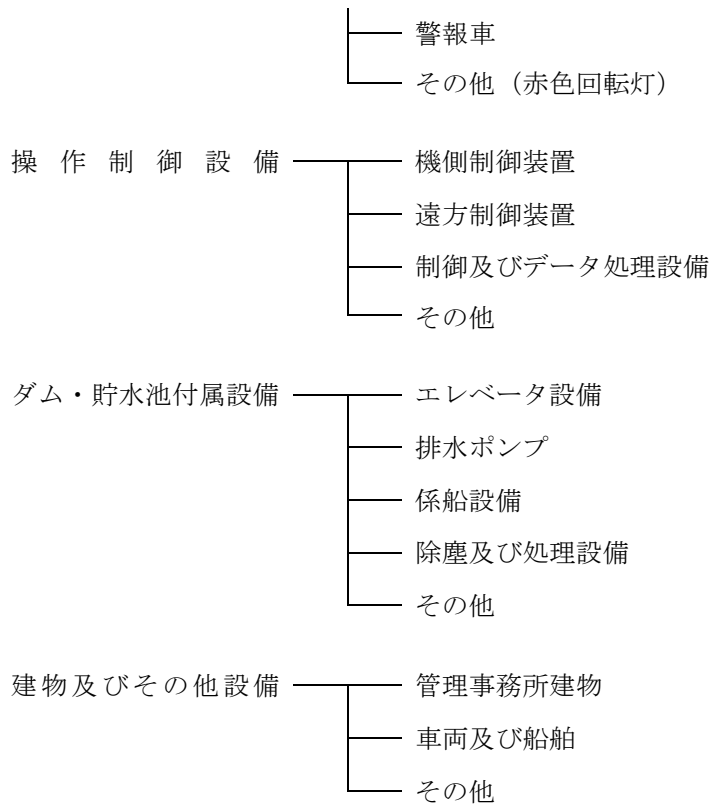 警報車
その他（赤色回転灯）
操作制御設備 機側制御装置
遠方制御装置
制御及びデータ処理設備
その他
ダム・貯水池付属設備 エレベータ設備
排水ポンプ
係船設備
除塵及び処理設備
その他
建物及びその他設備 管理事務所建物
車両及び船舶
その他